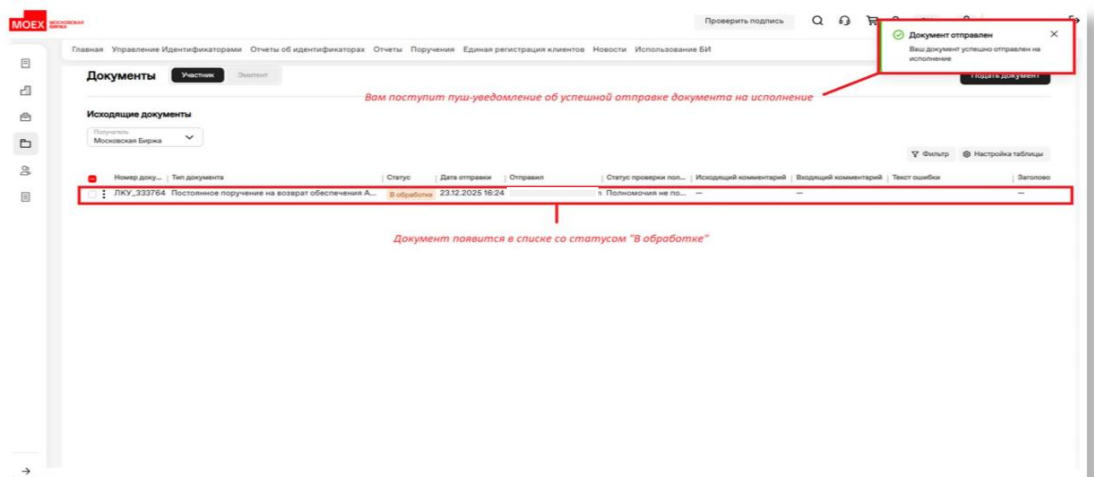 MOEX МОСКОВСКАЯ БИРЖА
Проверить подпись
Документ отправлен
Ваш документ успешно отправлен на исполнение
Главная Управление Идентификаторами Отчеты об идентификаторах Отчеты Поручения Единая регистрация клиентов Новости Использование БИ
Документы Участник Эмитент Подать документ
Вам поступит пуш-уведомление об успешной отправке документа на исполнение
Исходящие документы
Получатель
Московская Биржа
Фильтр Настройка таблицы
Номер доку... Тип документа Статус Дата отправки Отправил Статус проверки пол... Исходящий комментарий Входящий комментарий Текст ошибки Заголово
ЛКУ_333764 Постоянное поручение на возврат обеспечения А... В обработке 23.12.2025 16:24 Полномочия не по... — — —
Документ появится в списке со статусом "В обработке"